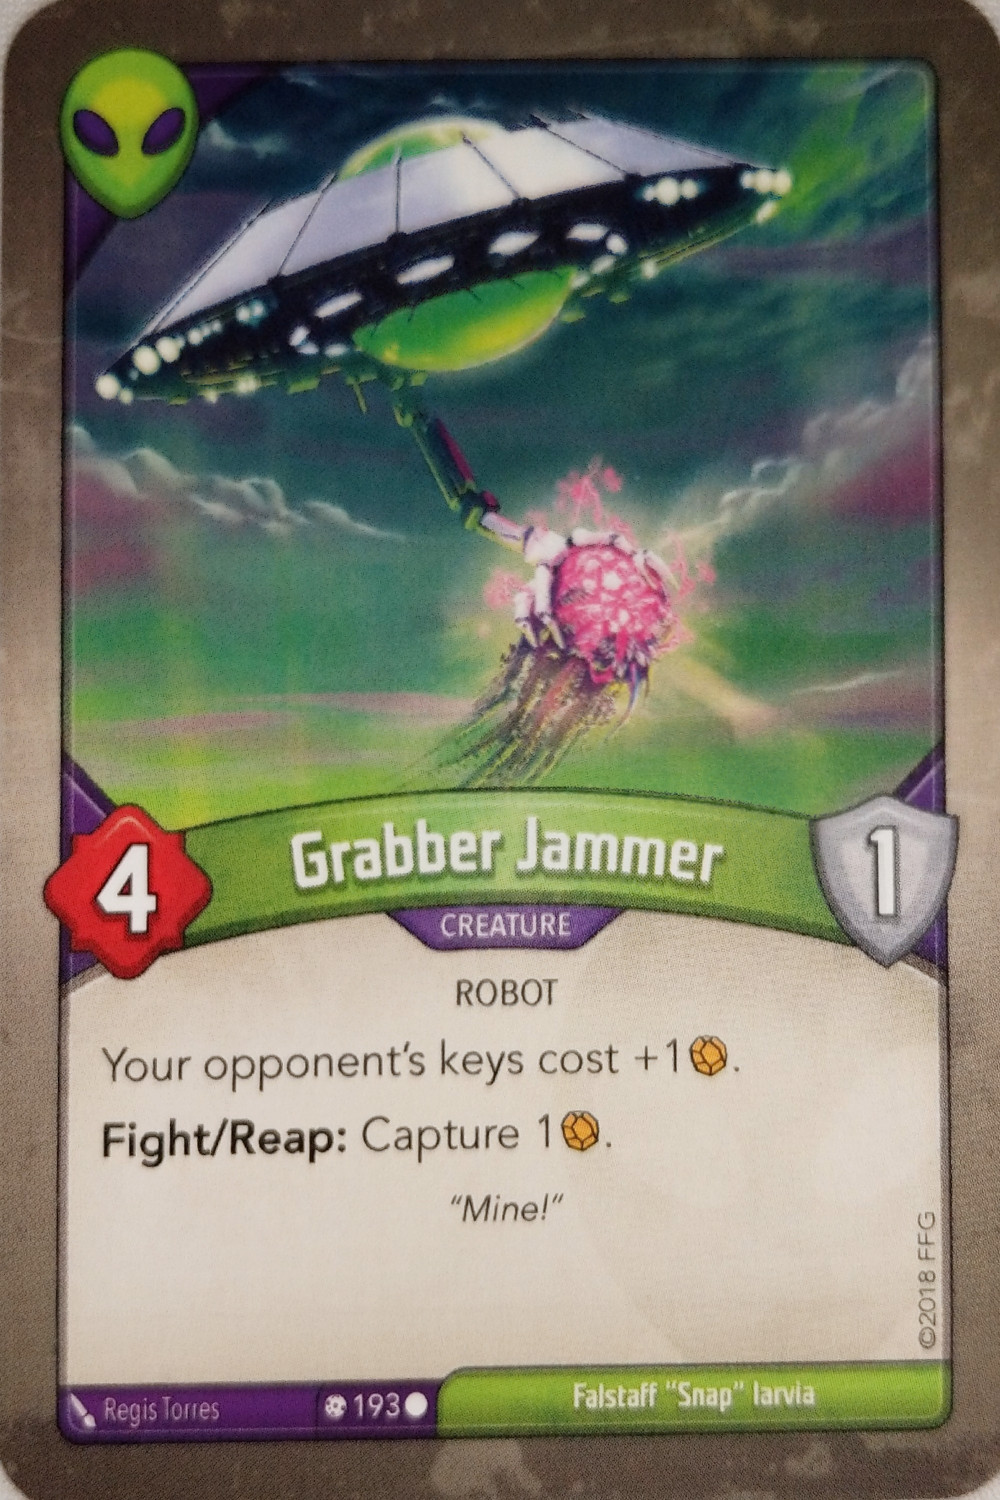 Grabber Jammer
4
1
CREATURE
ROBOT
Your opponent's keys cost +1.
Fight/Reap: Capture 1.
“Mine!”
©2018 FFG
Regis Torres
193
Falstaff “Snap” Iarvia